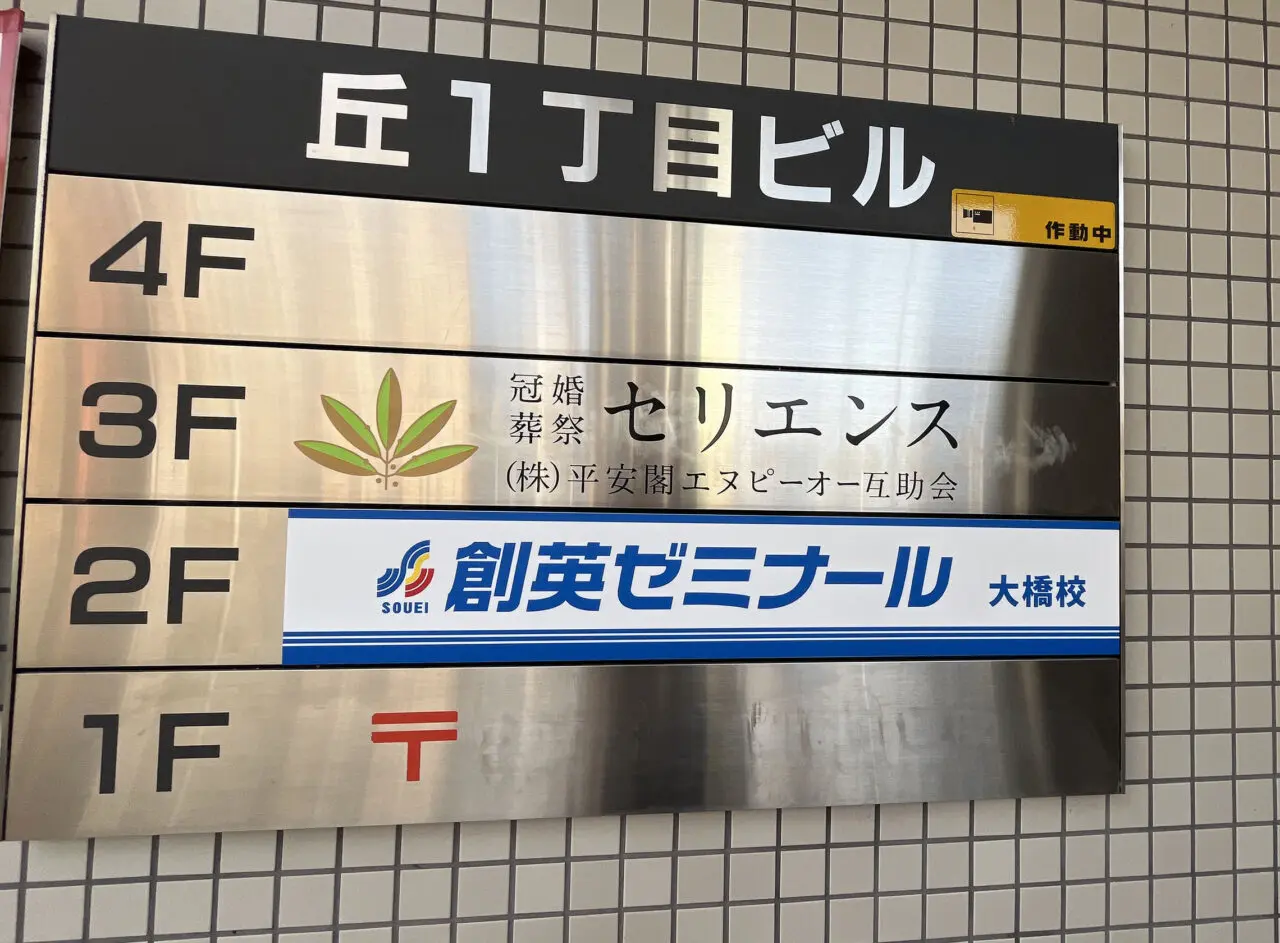 丘1丁目ビル
作動中
4F
3F
冠婚
葬祭
セリエンス
(株)平安閣エヌピーオー互助会
2F
SOUEI
創英ゼミナール 大橋校
1F 〒